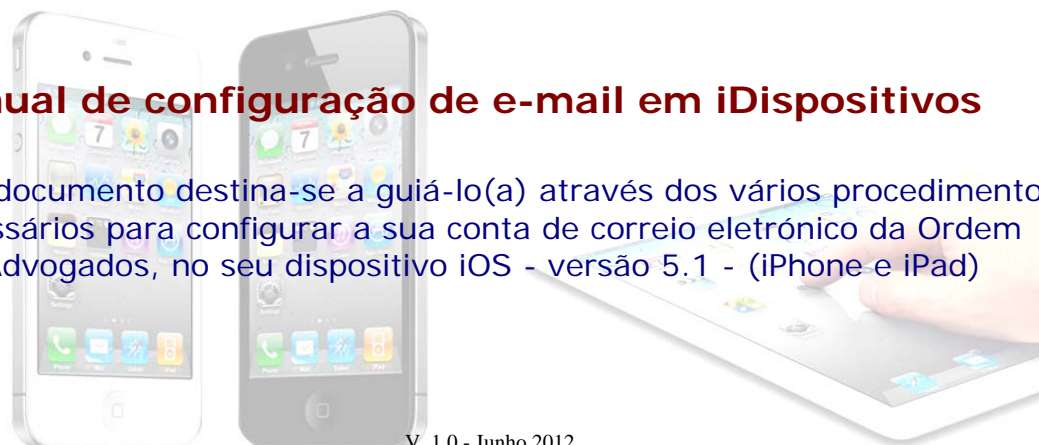 nual de configuração de e-mail em iDispositivos
documento destina-se a guiá-lo(a) através dos vários procedimento
ssários para configurar a sua conta de correio eletrónico da Ordem
Advogados, no seu dispositivo iOS - versão 5.1 - (iPhone e iPad)
V. 1.0 - Junho 2012